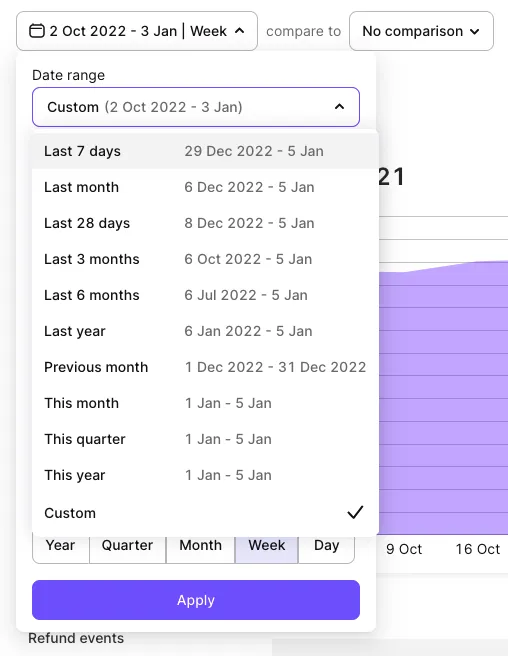 2 Oct 2022 - 3 Jan | Week compare to No comparison
Date range
Custom (2 Oct 2022 - 3 Jan)
Last 7 days 29 Dec 2022 - 5 Jan
Last month 6 Dec 2022 - 5 Jan
21
Last 28 days 8 Dec 2022 - 5 Jan
Last 3 months 6 Oct 2022 - 5 Jan
Last 6 months 6 Jul 2022 - 5 Jan
Last year 6 Jan 2022 - 5 Jan
Previous month 1 Dec 2022 - 31 Dec 2022
This month 1 Jan - 5 Jan
This quarter 1 Jan - 5 Jan
This year 1 Jan - 5 Jan
Custom
Year Quarter Month Week Day
9 Oct 16 Oct
Apply
Refund events